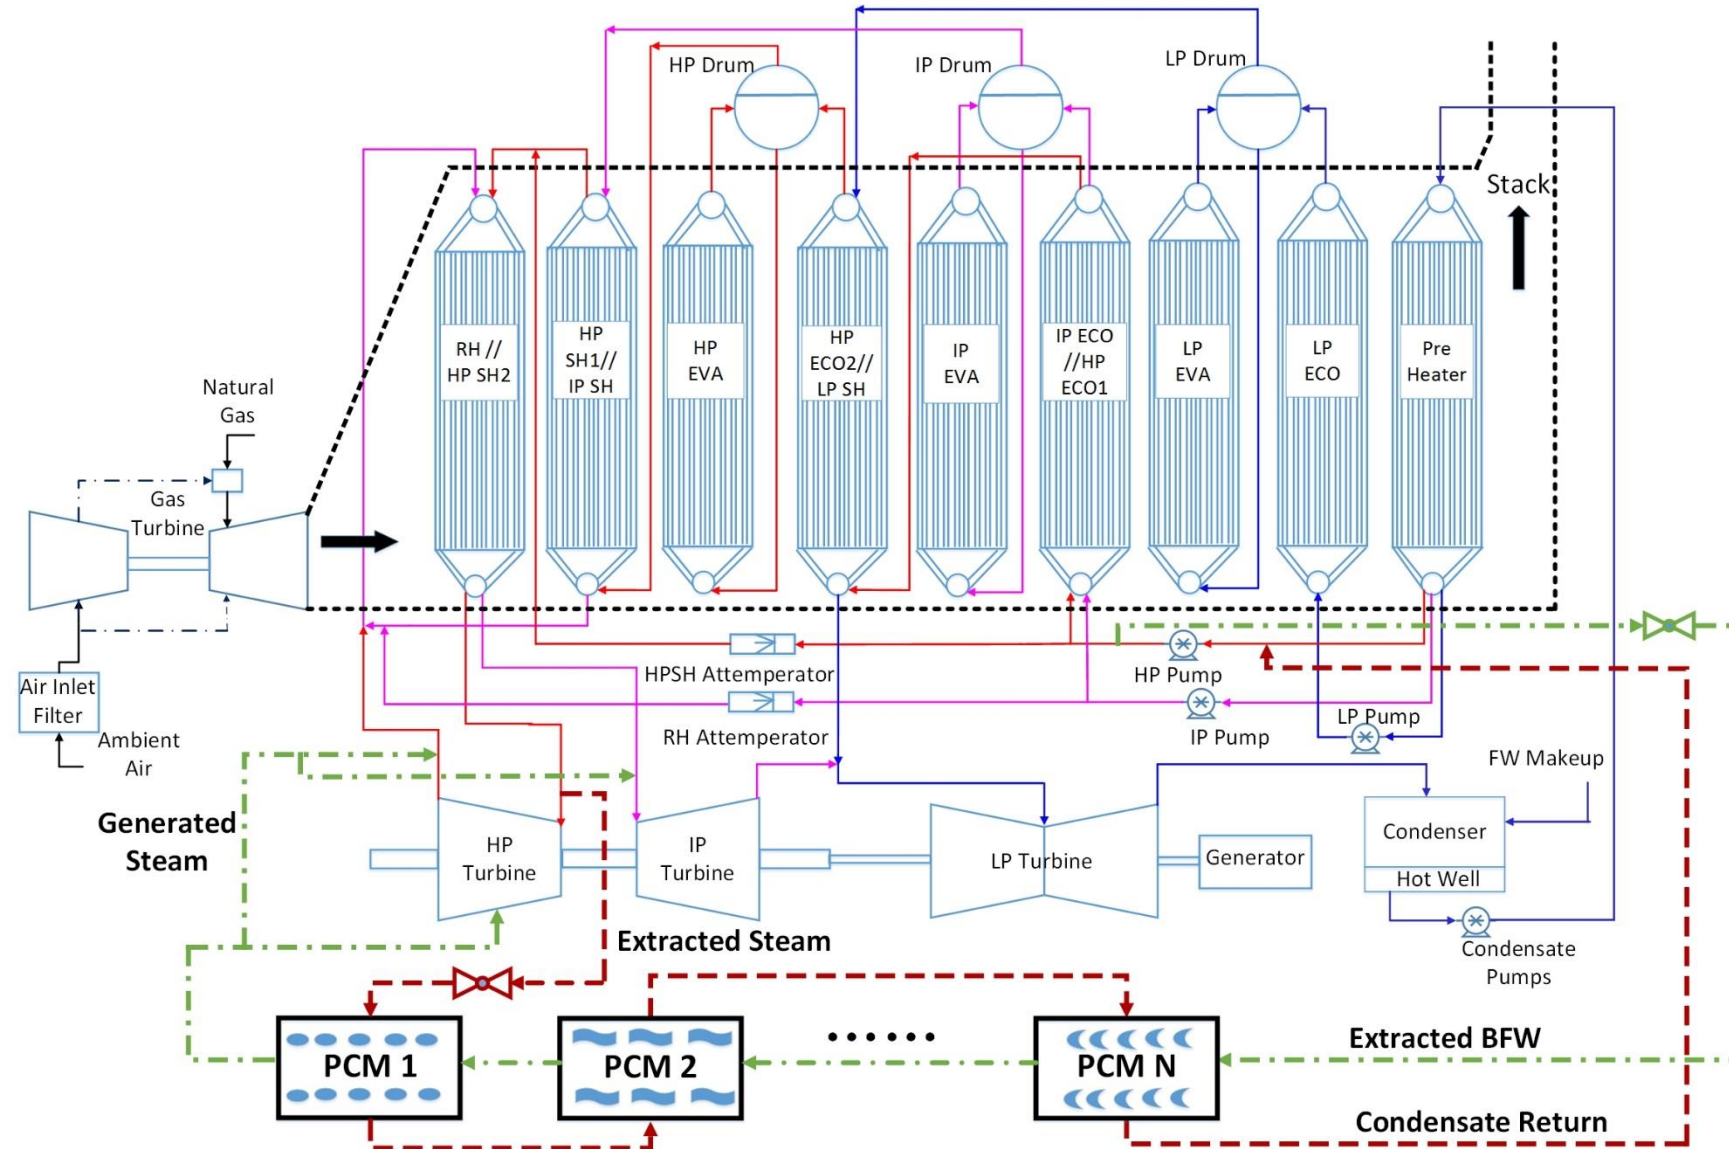 HP Drum
IP Drum
LP Drum
Stack
RH //
HP SH2
HP
SH1//
IP SH
HP
EVA
HP
ECO2//
LP SH
IP
EVA
IP ECO
//HP
ECO1
LP
EVA
LP
ECO
Pre
Heater
Natural
Gas
Gas
Turbine
Air Inlet
Filter
Ambient
Air
HPSH Attemperator
HP Pump
RH Attemperator
IP Pump
LP Pump
FW Makeup
Generated
Steam
HP
Turbine
IP
Turbine
LP Turbine
Generator
Condenser
Hot Well
Condensate
Pumps
Extracted Steam
PCM 1
PCM 2
......
PCM N
Extracted BFW
Condensate Return